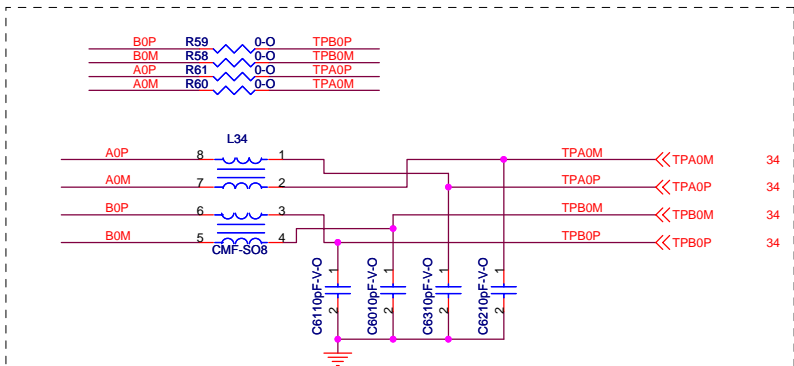 B0P R59 0-O TPB0P
B0M R58 0-O TPB0M
A0P R61 0-O TPA0P
A0M R60 0-O TPA0M
L34
A0P 8 1 TPA0M TPA0M 34
A0M 7 2 TPA0P TPA0P 34
B0P 6 3 TPB0M TPB0M 34
B0M 5 4 TPB0P TPB0P 34
CMF-SO8
1 1 1 1
C6110pF-V-O C6010pF-V-O C6310pF-V-O C6210pF-V-O
2 2 2 2